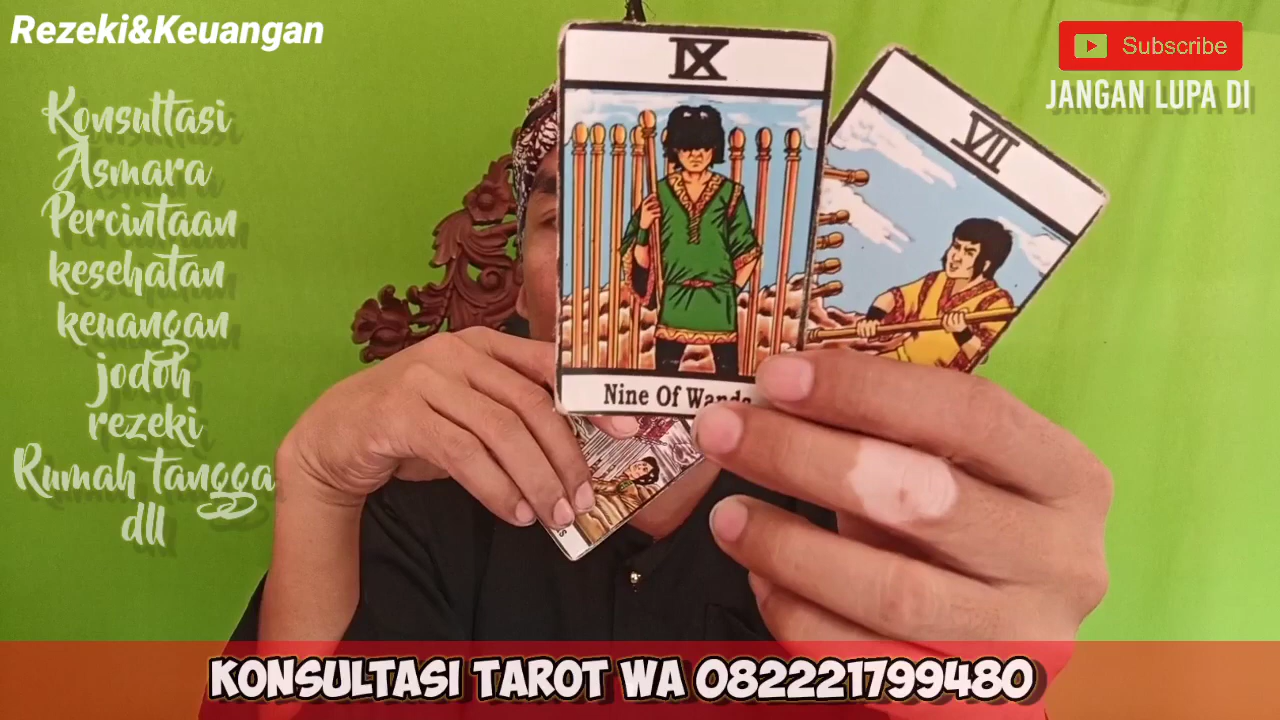 Rezeki&Keuangan
Subscribe
JANGAN LUPA DI
Konsultasi
Asmara
Percintaan
kesehatan
keuangan
jodoh
rezeki
Rumah tangga
dll
IX
VII
Nine Of Wands
KONSULTASI TAROT WA 082221799480